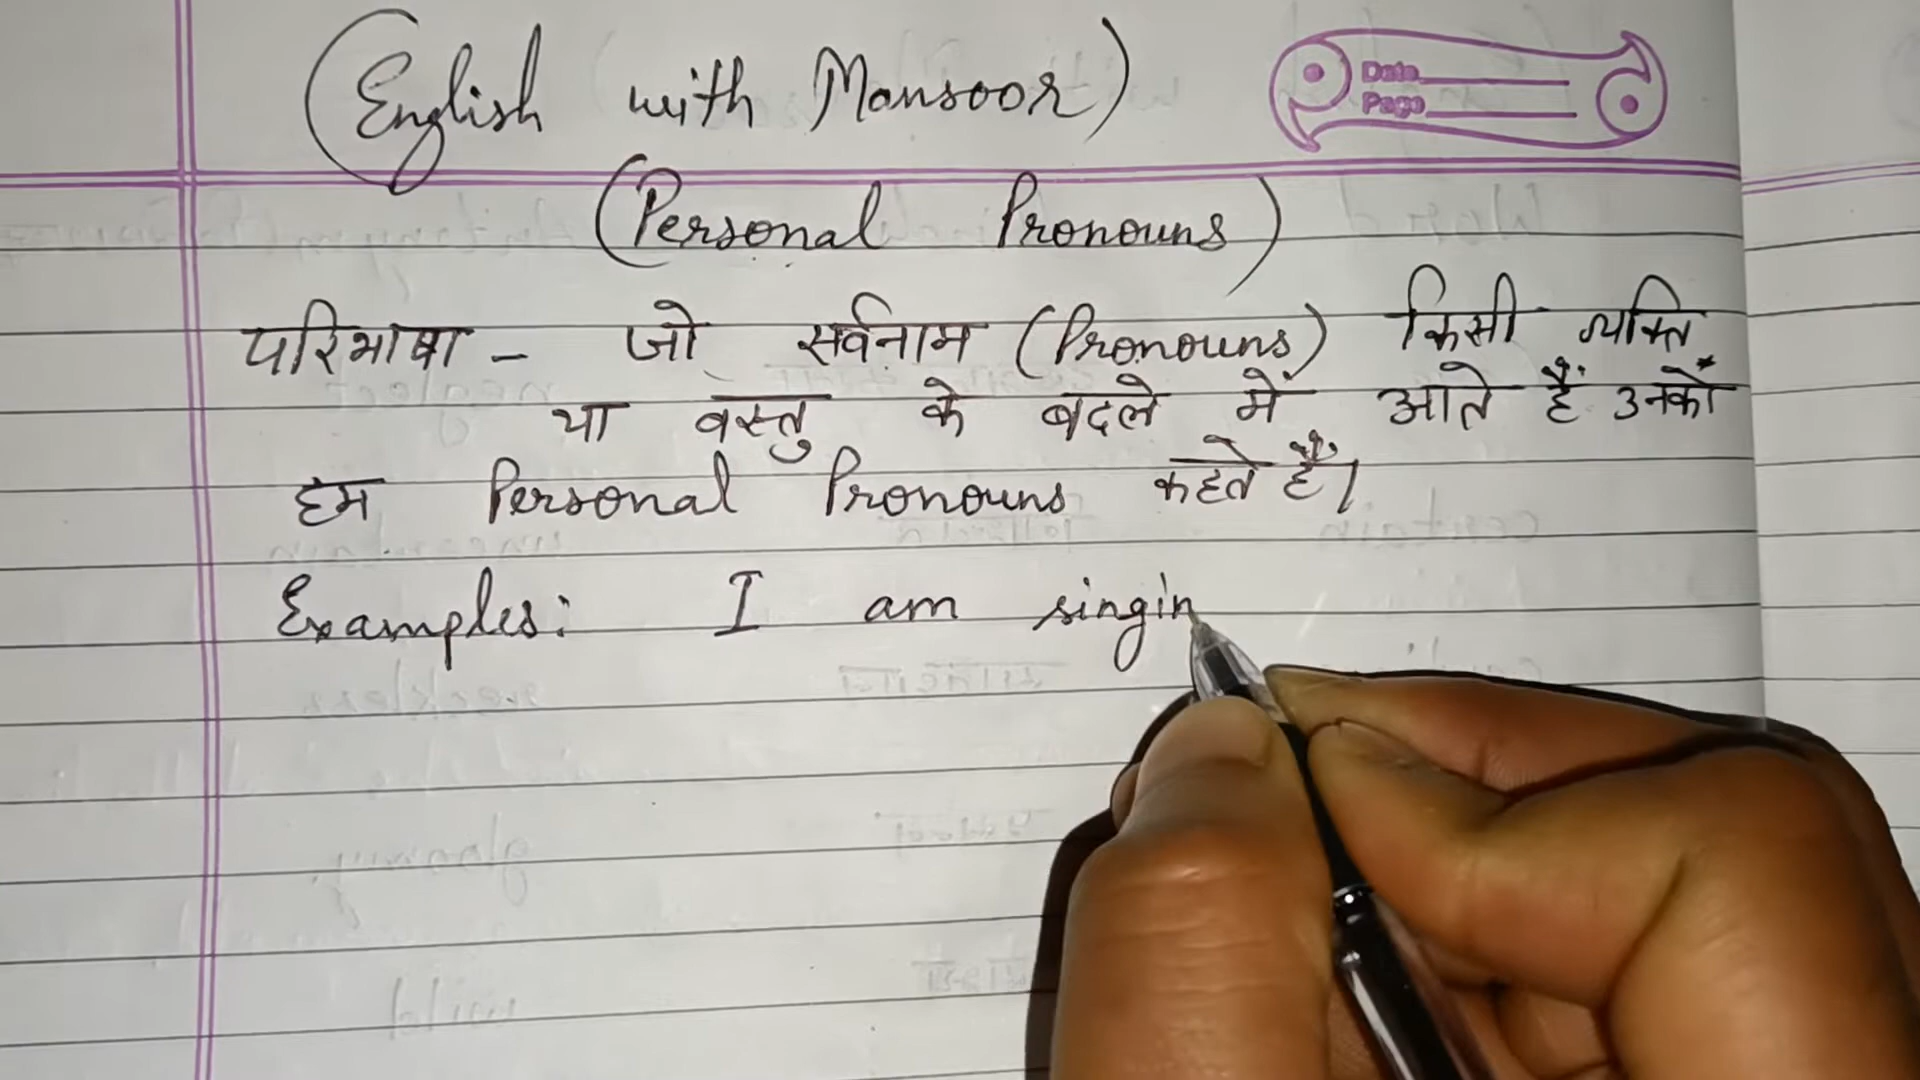 (English with Mansoor)
Date
Page
(Personal Pronouns)
परिभाषा - जो सर्वनाम (Pronouns) किसी व्यक्ति
या वस्तु के बदले में आते हैं उनको
हम Personal Pronouns कहते हैं।
Examples: I am singin